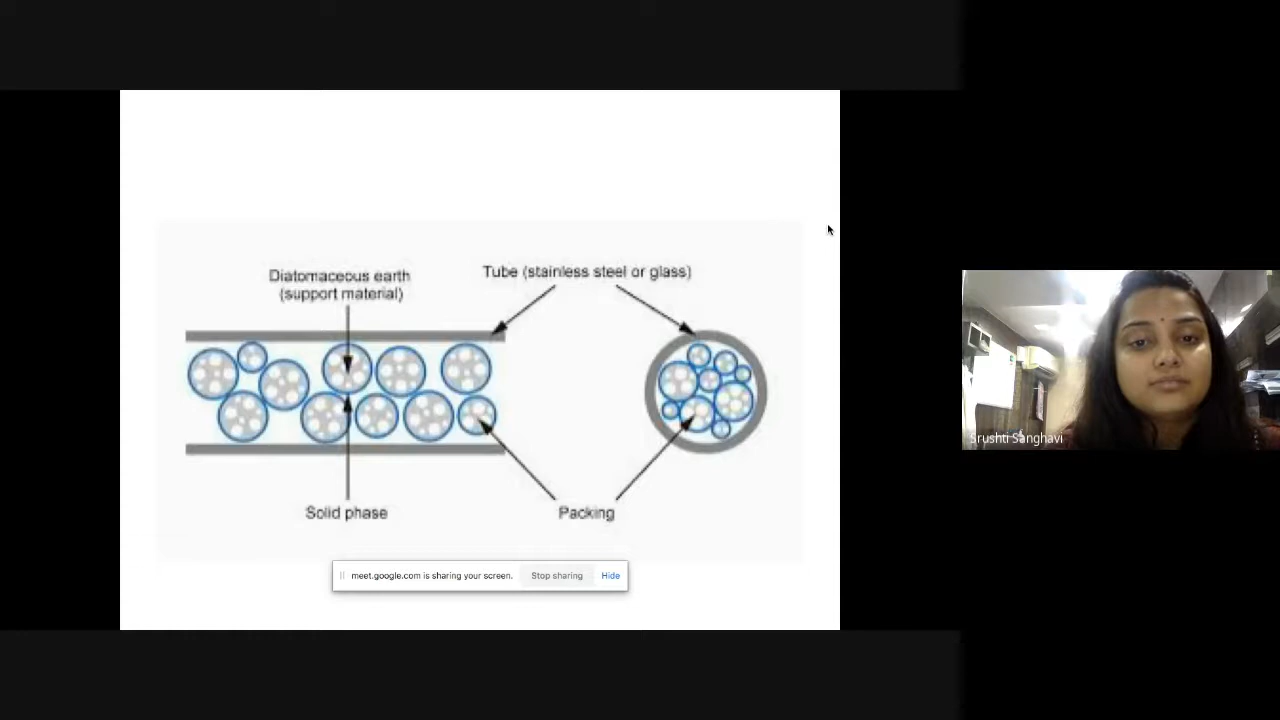 Diatomaceous earth
(support material)
Tube (stainless steel or glass)
Solid phase
Packing
meet.google.com is sharing your screen.
Stop sharing
Hide
Srushti Sanghavi